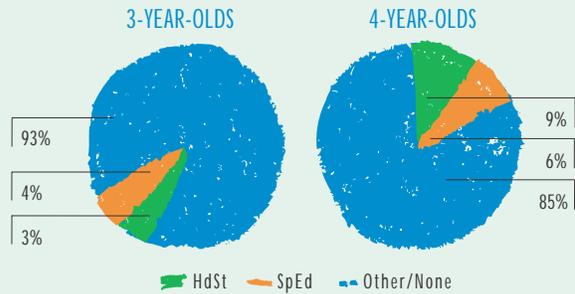 3-YEAR-OLDS
93%
4%
3%
4-YEAR-OLDS
9%
6%
85%
HdSt SpEd Other/None